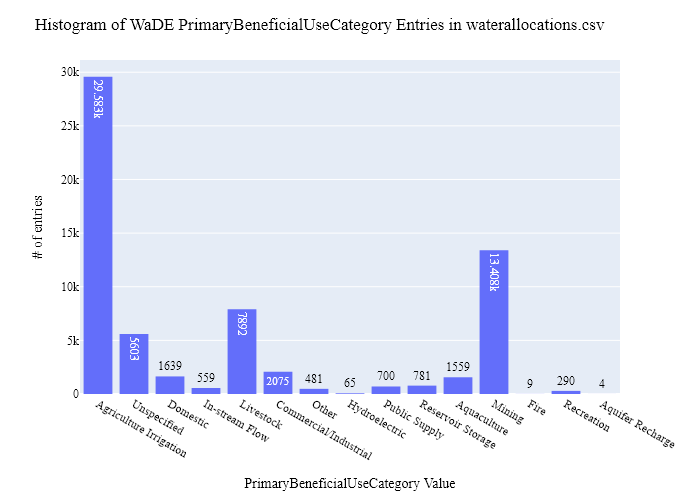 Histogram of WaDE PrimaryBeneficialUseCategory Entries in waterallocations.csv
# of entries
30k
25k
20k
15k
10k
5k
0
29.583k
5603
1639
559
7892
2075
481
65
700
781
1559
13.408k
9
290
4
Agriculture Irrigation
Unspecified
Domestic
In-stream Flow
Livestock
Commercial/Industrial
Other
Hydroelectric
Public Supply
Reservoir Storage
Aquaculture
Mining
Fire
Recreation
Aquifer Recharge
PrimaryBeneficialUseCategory Value